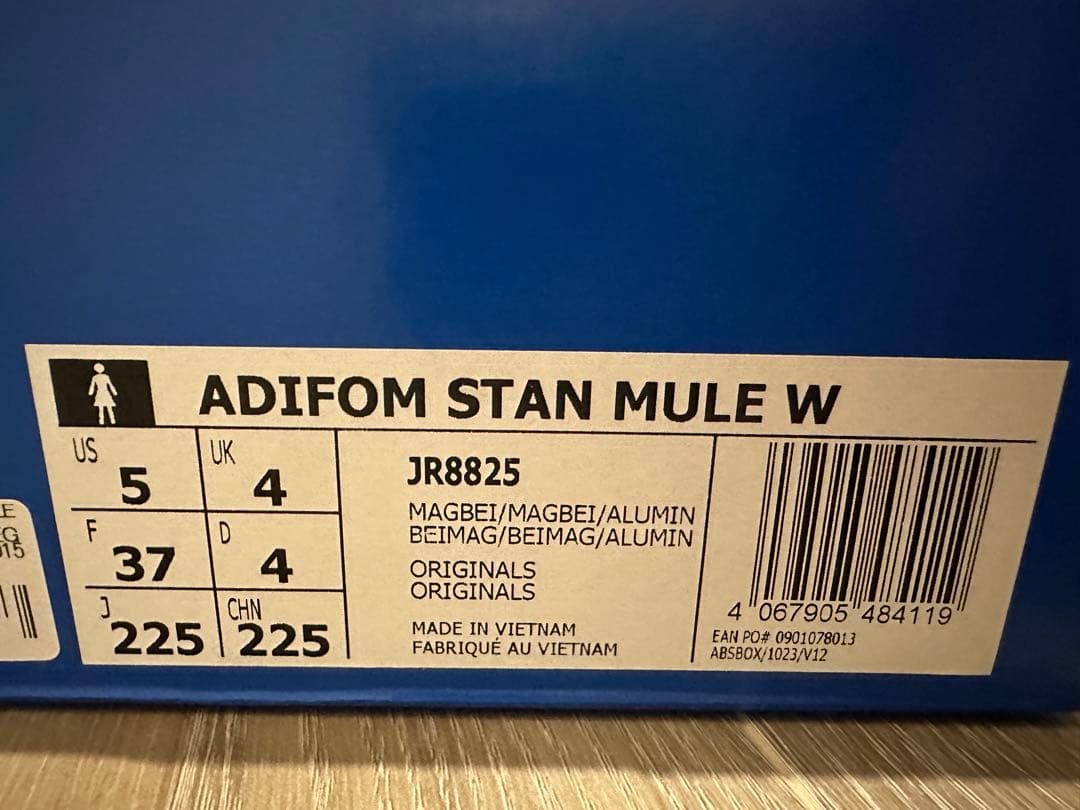 ADIFOM STAN MULE W
US 5
UK 4
F 37
D 4
J 225
CHN 225
JR8825
MAGBEI/MAGBEI/ALUMIN
BEIMAG/BEIMAG/ALUMIN
ORIGINALS
ORIGINALS
MADE IN VIETNAM
FABRIQUÉ AU VIETNAM
4 067905 484119
EAN PO# 0901078013
ABSBOX/1023/V12